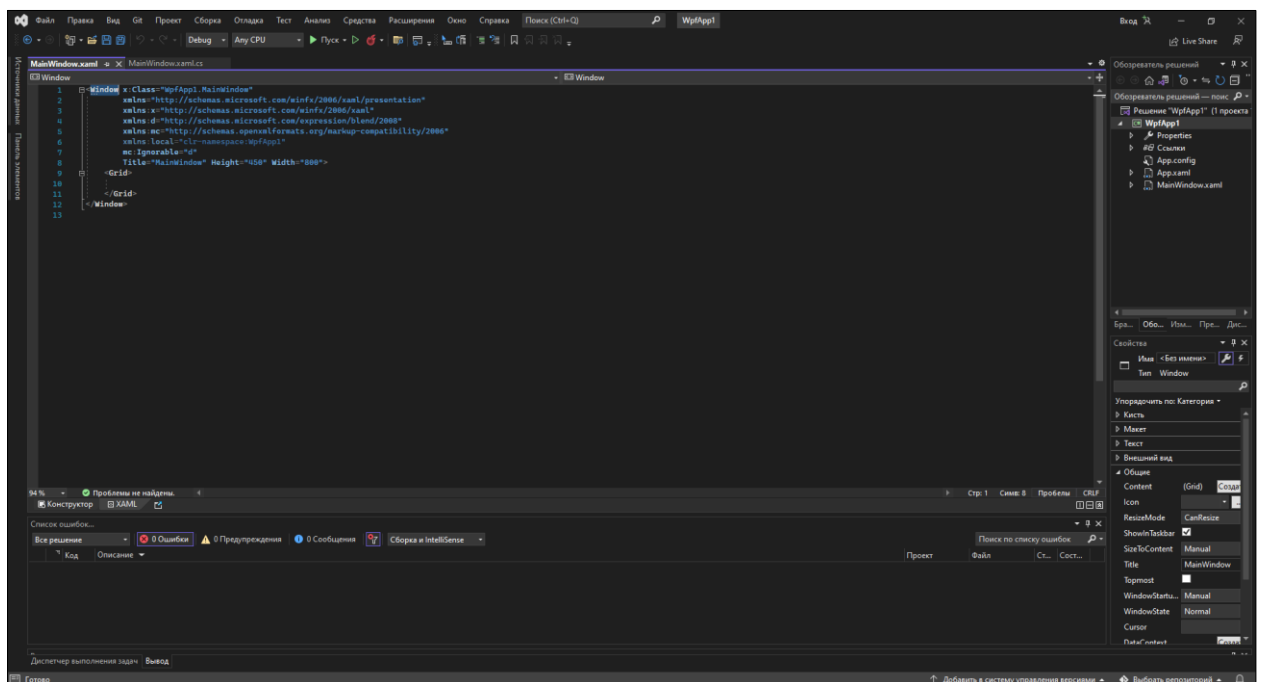 Файл Правка Вид Git Проект Сборка Отладка Тест Анализ Средства Расширения Окно Справка Поиск (Ctrl+Q) WpfApp1 Вход
Debug Any CPU Пуск Live Share
Источники данных
Панель элементов
MainWindow.xaml MainWindow.xaml.cs
Window Window
1 <Window x:Class="WpfApp1.MainWindow"
2 xmlns="http://schemas.microsoft.com/winfx/2006/xaml/presentation"
3 xmlns:x="http://schemas.microsoft.com/winfx/2006/xaml"
4 xmlns:d="http://schemas.microsoft.com/expression/blend/2008"
5 xmlns:mc="http://schemas.openxmlformats.org/markup-compatibility/2006"
6 xmlns:local="clr-namespace:WpfApp1"
7 mc:Ignorable="d"
8 Title="MainWindow" Height="450" Width="800">
9 <Grid>
10
11 </Grid>
12 </Window>
13
94 % Проблемы не найдены. Стр: 1 Симв: 8 Пробелы CRLF
Конструктор XAML
Список ошибок...
Все решение 0 Ошибки 0 Предупреждения 0 Сообщения Сборка и IntelliSense Поиск по списку ошибок
Код Описание Проект Файл Ст... Сост...
Диспетчер выполнения задач Вывод
Готово Добавить в систему управления версиями Выбрать репозиторий
Обозреватель решений
Обозреватель решений — поис
Решение "WpfApp1" (1 проекта
WpfApp1
Properties
Ссылки
App.config
App.xaml
MainWindow.xaml
Бра... Обо... Изм... Пре... Дис...
Свойства
Имя <Без имени>
Тип Window
Упорядочить по: Категория
Кисть
Макет
Текст
Внешний вид
Общие
Content (Grid) Созда
Icon ...
ResizeMode CanResize
ShowInTaskbar
SizeToContent Manual
Title MainWindow
Topmost
WindowStartu... Manual
WindowState Normal
Cursor
DataContext Созда